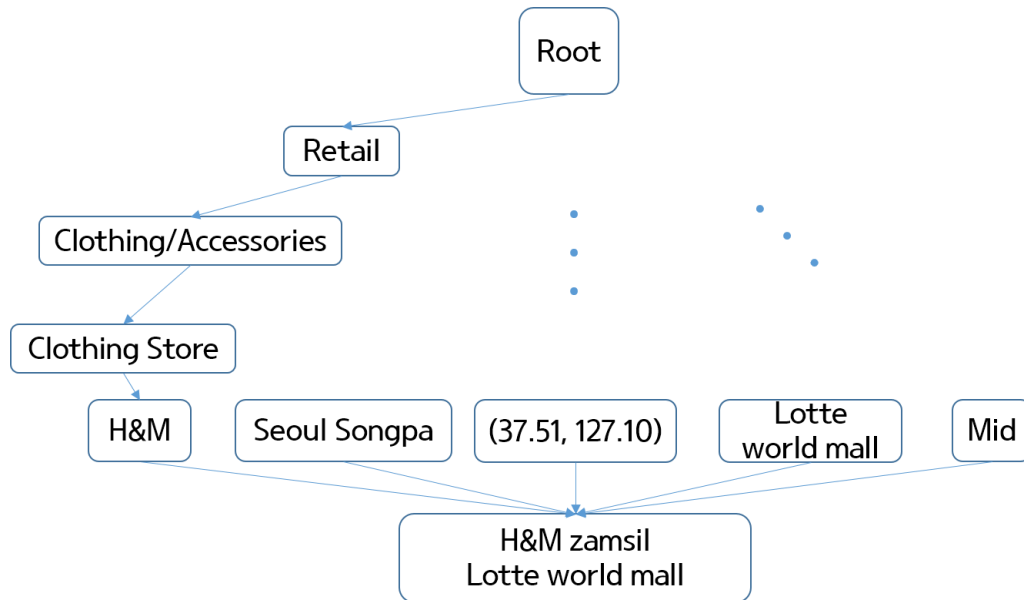 Root
Retail
Clothing/Accessories
Clothing Store
H&M
Seoul Songpa
(37.51, 127.10)
Lotte
world mall
Mid
H&M zamsil
Lotte world mall